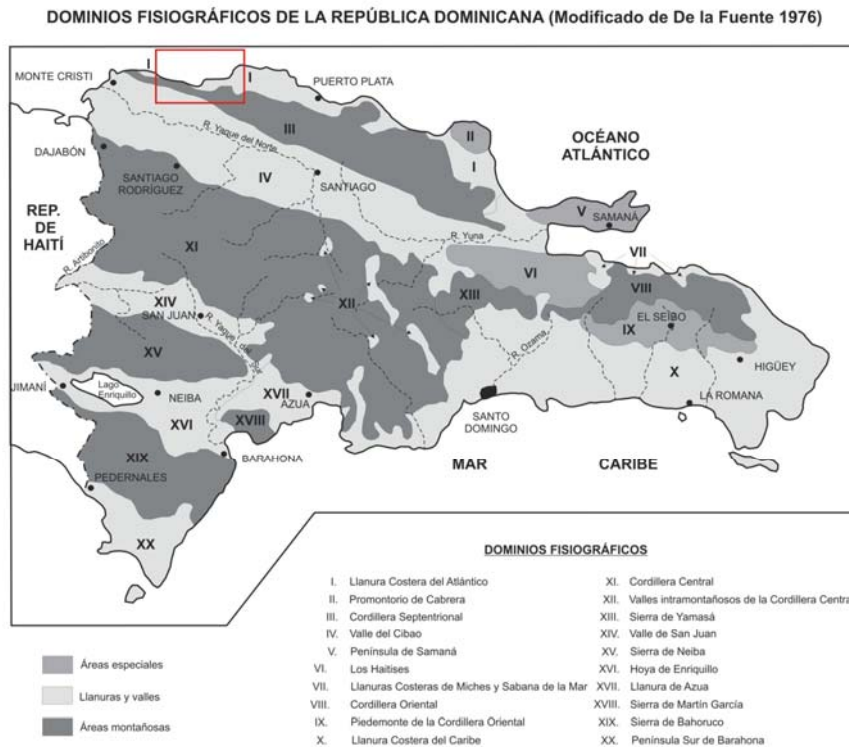 DOMINIOS FISIOGRÁFICOS DE LA REPÚBLICA DOMINICANA (Modificado de De la Fuente 1976)
I
I
MONTE CRISTI
PUERTO PLATA
II
OCÉANO
ATLÁNTICO
R. Yaque del Norte
III
DAJABÓN
I
SANTIAGO
RODRÍGUEZ
IV
SANTIAGO
V
SAMANÁ
REP.
DE
HAITÍ
R. Yuna
VII
R. Artibonito
XI
VI
VIII
XIII
XII
XIV
SAN JUAN
IX
EL SEÍBO
R. Yaque del Sur
R. Ozama
XV
HIGÜEY
X
JIMANÍ
Lago
Enriquillo
NEIBA
XVII
AZUA
LA ROMANA
XVI
XVIII
SANTO
DOMINGO
XIX
BARAHONA
MAR
CARIBE
PEDERNALES
XX
DOMINIOS FISIOGRÁFICOS
I. Llanura Costera del Atlántico
II. Promontorio de Cabrera
III. Cordillera Septentrional
IV. Valle del Cibao
V. Península de Samaná
VI. Los Haitises
VII. Llanuras Costeras de Miches y Sabana de la Mar
VIII. Cordillera Oriental
IX. Piedemonte de la Cordillera Oriental
X. Llanura Costera del Caribe
XI. Cordillera Central
XII. Valles intramontañosos de la Cordillera Central
XIII. Sierra de Yamasá
XIV. Valle de San Juan
XV. Sierra de Neiba
XVI. Hoya de Enriquillo
XVII. Llanura de Azua
XVIII. Sierra de Martín García
XIX. Sierra de Bahoruco
XX. Península Sur de Barahona
Áreas especiales
Llanuras y valles
Áreas montañosas